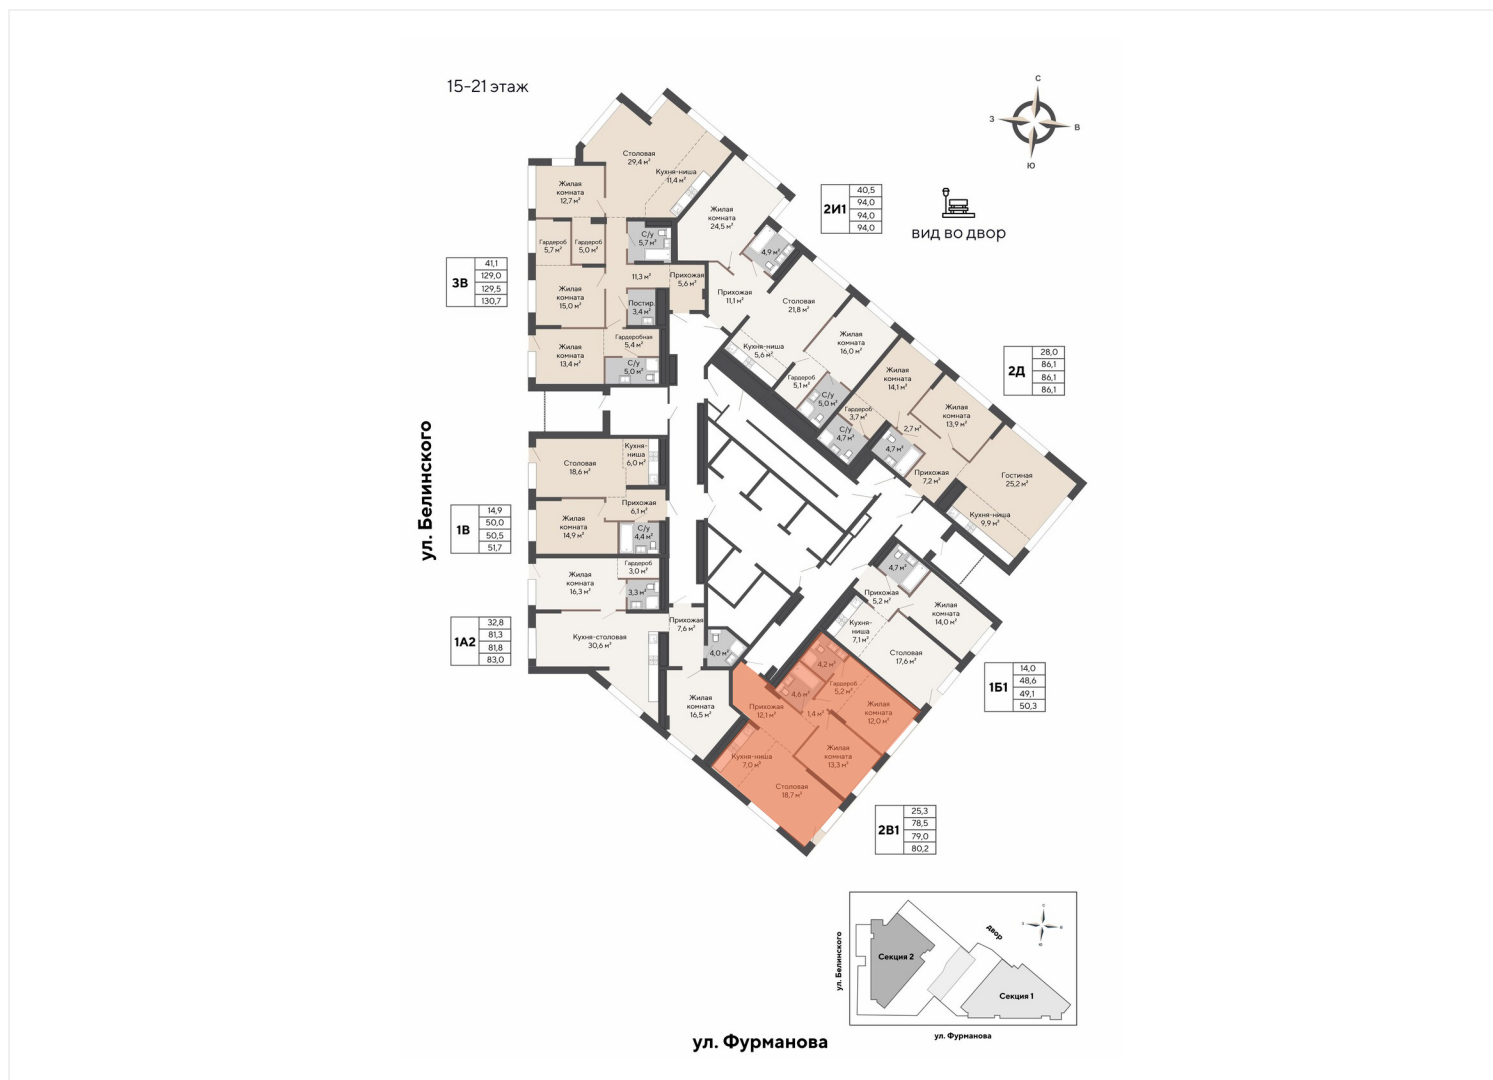 15-21 этаж
С
З
В
Ю
вид во двор
2И1
40,5
94,0
94,0
94,0
3В
41,1
129,0
129,5
130,7
2Д
28,0
86,1
86,1
86,1
1В
14,9
50,0
50,5
51,7
1А2
32,8
81,3
81,8
83,0
1Б1
14,0
48,6
49,1
50,3
2В1
25,3
78,5
79,0
80,2
Столовая
29,4 м²
Кухня-ниша
11,4 м²
Жилая
комната
12,7 м²
Гардероб
5,7 м²
Гардероб
5,0 м²
С/у
5,7 м²
11,3 м²
Прихожая
5,6 м²
Жилая
комната
15,0 м²
Постир.
3,4 м²
Жилая
комната
13,4 м²
Гардеробная
5,4 м²
С/у
5,0 м²
Жилая
комната
24,5 м²
4,9 м²
Прихожая
11,1 м²
Столовая
21,8 м²
Кухня-ниша
5,6 м²
Жилая
комната
16,0 м²
Гардероб
5,1 м²
С/у
5,0 м²
Жилая
комната
14,1 м²
Гардероб
3,7 м²
С/у
4,7 м²
2,7 м²
4,7 м²
Жилая
комната
13,9 м²
Прихожая
7,2 м²
Гостиная
25,2 м²
Кухня-ниша
9,9 м²
Столовая
18,6 м²
Кухня-
ниша
6,0 м²
Прихожая
6,1 м²
Жилая
комната
14,9 м²
С/у
4,4 м²
Жилая
комната
16,3 м²
Гардероб
3,0 м²
3,3 м²
Кухня-столовая
30,6 м²
Прихожая
7,6 м²
4,0 м²
Жилая
комната
16,5 м²
4,7 м²
Прихожая
5,2 м²
Жилая
комната
14,0 м²
Кухня-
ниша
7,1 м²
Столовая
17,6 м²
4,2 м²
Гардероб
5,2 м²
4,6 м²
Прихожая
12,1 м²
1,4 м²
Жилая
комната
12,0 м²
Жилая
комната
13,3 м²
Кухня-ниша
7,0 м²
Столовая
18,7 м²
ул. Белинского
ул. Фурманова
ул. Белинского
Секция 2
двор
Секция 1
ул. Фурманова